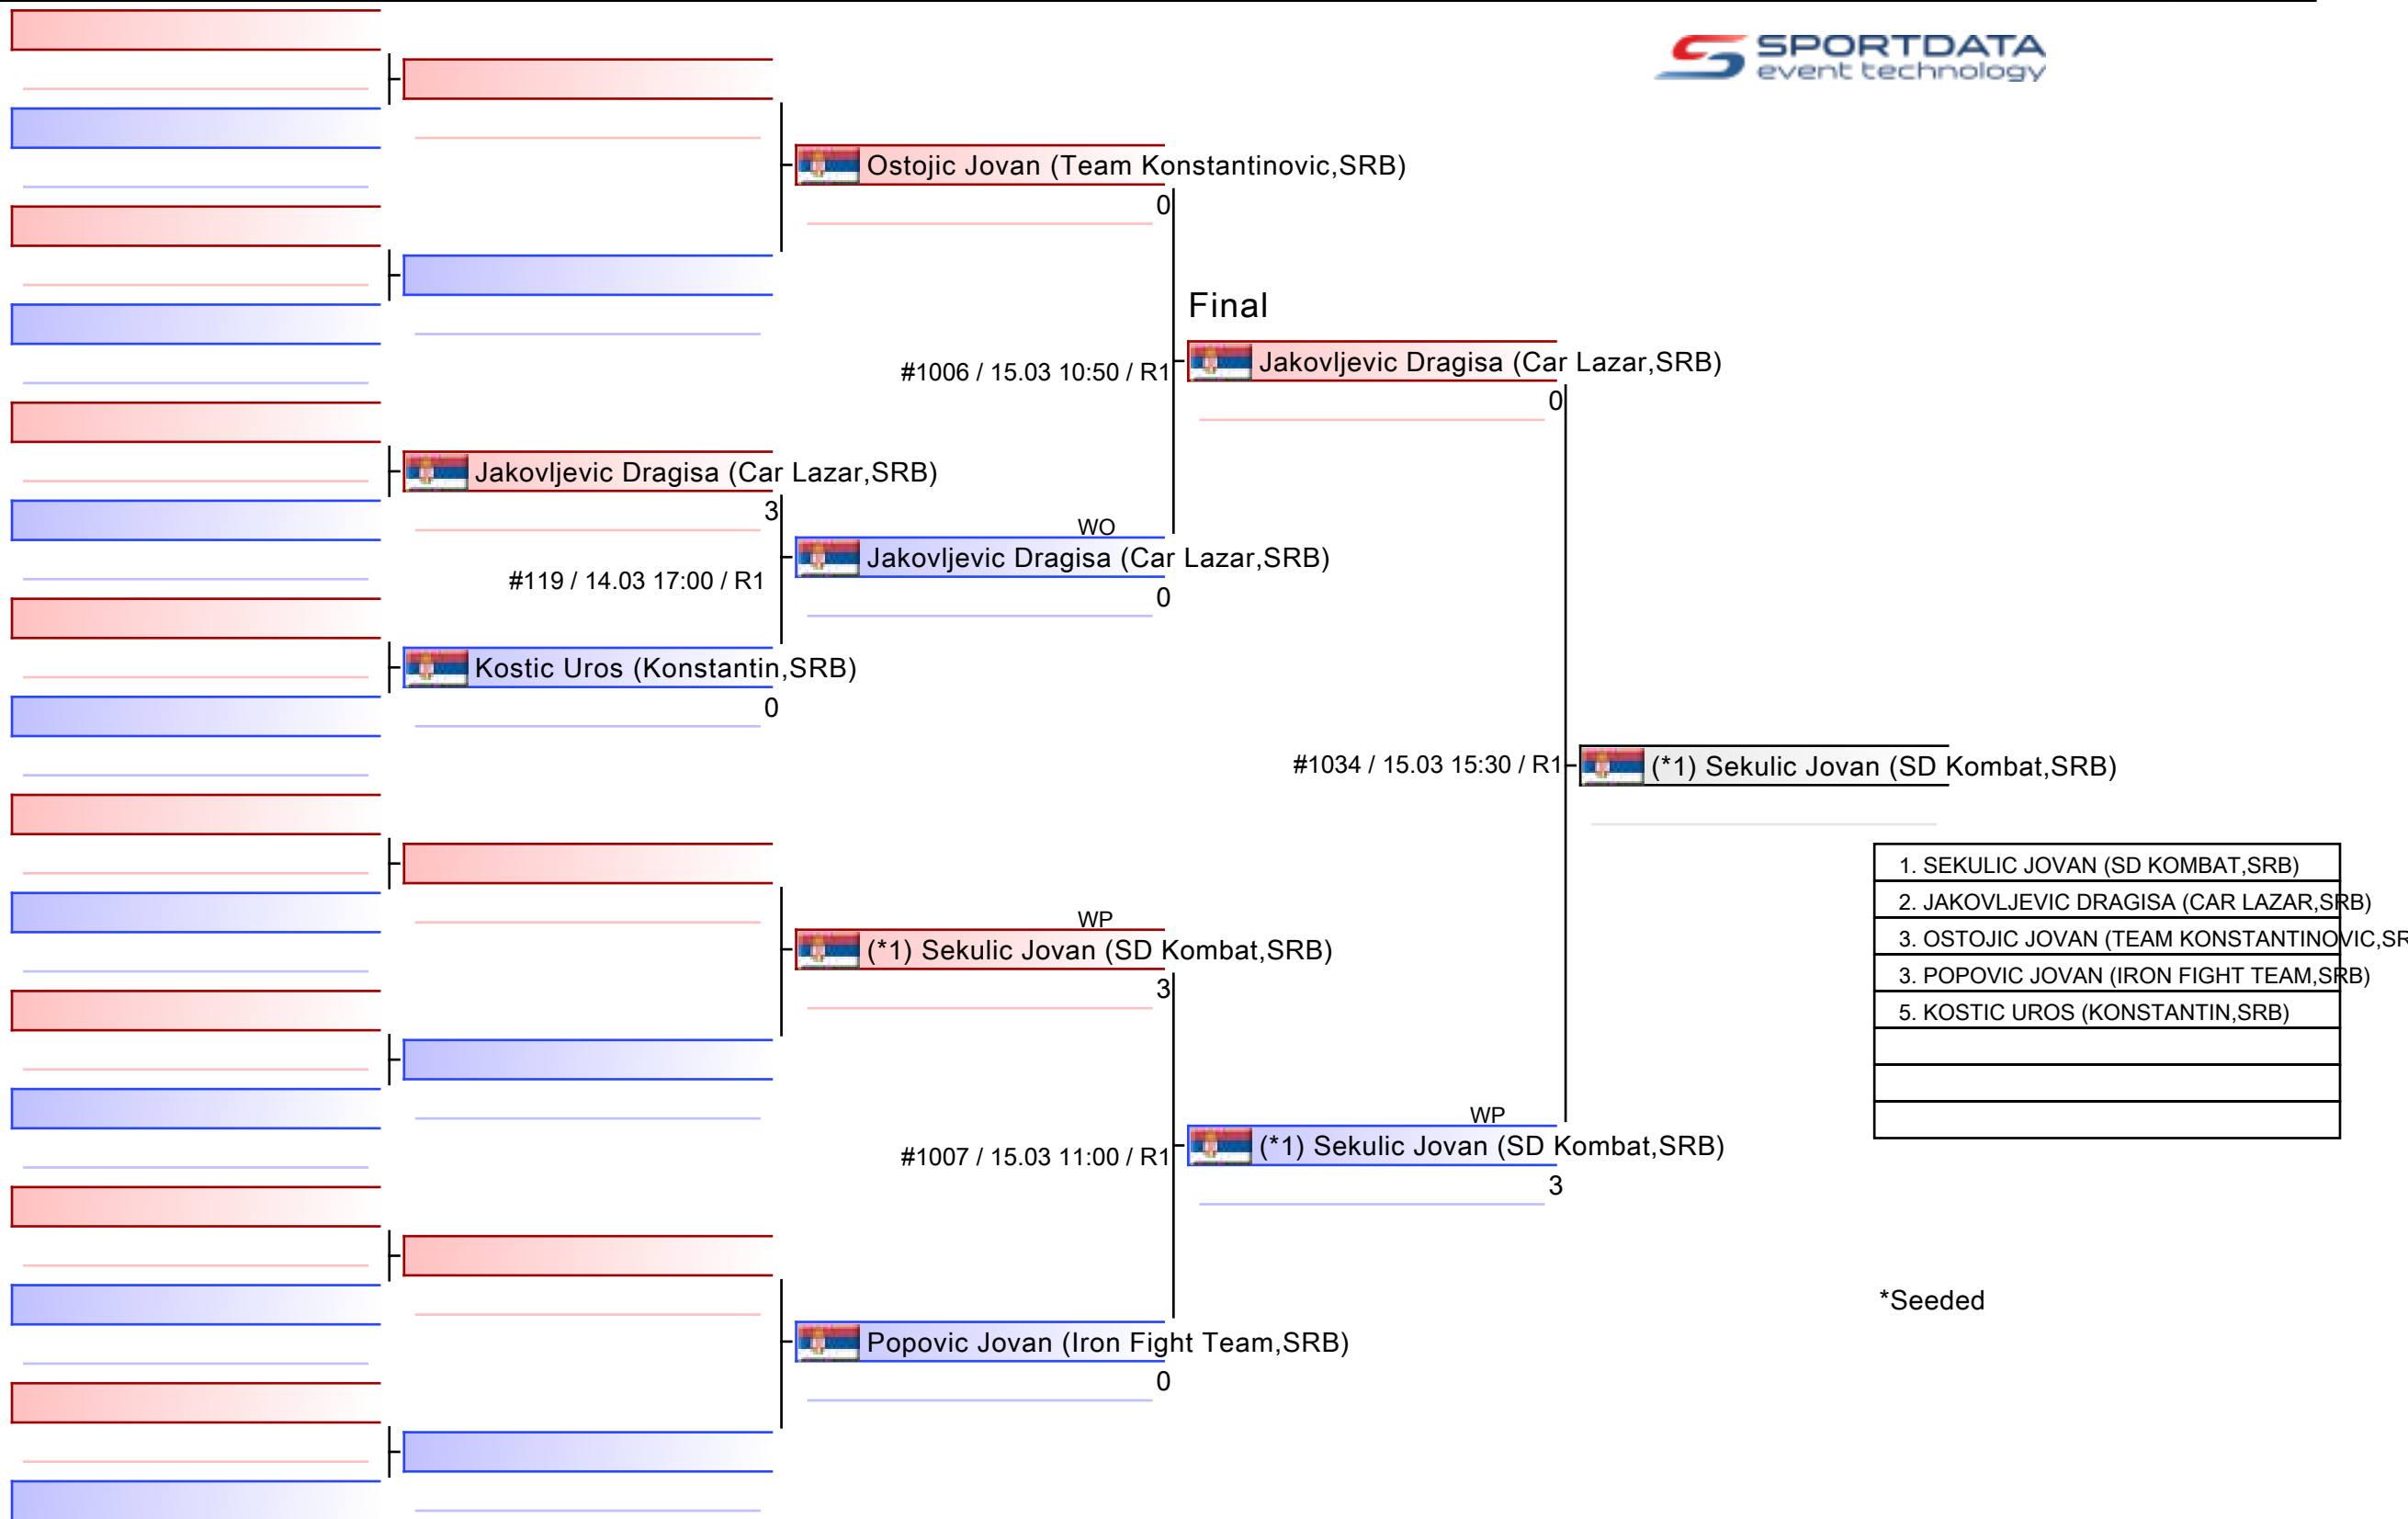 SPORTDATA
event technology
Ostojic Jovan (Team Konstantinovic,SRB)
0
Final
#1006 / 15.03 10:50 / R1
Jakovljevic Dragisa (Car Lazar,SRB)
0
Jakovljevic Dragisa (Car Lazar,SRB)
3
WO
Jakovljevic Dragisa (Car Lazar,SRB)
#119 / 14.03 17:00 / R1
0
Kostic Uros (Konstantin,SRB)
0
#1034 / 15.03 15:30 / R1
(*1) Sekulic Jovan (SD Kombat,SRB)
1. SEKULIC JOVAN (SD KOMBAT,SRB)
2. JAKOVLJEVIC DRAGISA (CAR LAZAR,SRB)
3. OSTOJIC JOVAN (TEAM KONSTANTINOVIC,SR
3. POPOVIC JOVAN (IRON FIGHT TEAM,SRB)
5. KOSTIC UROS (KONSTANTIN,SRB)
WP
(*1) Sekulic Jovan (SD Kombat,SRB)
3
WP
#1007 / 15.03 11:00 / R1
(*1) Sekulic Jovan (SD Kombat,SRB)
3
*Seeded
Popovic Jovan (Iron Fight Team,SRB)
0